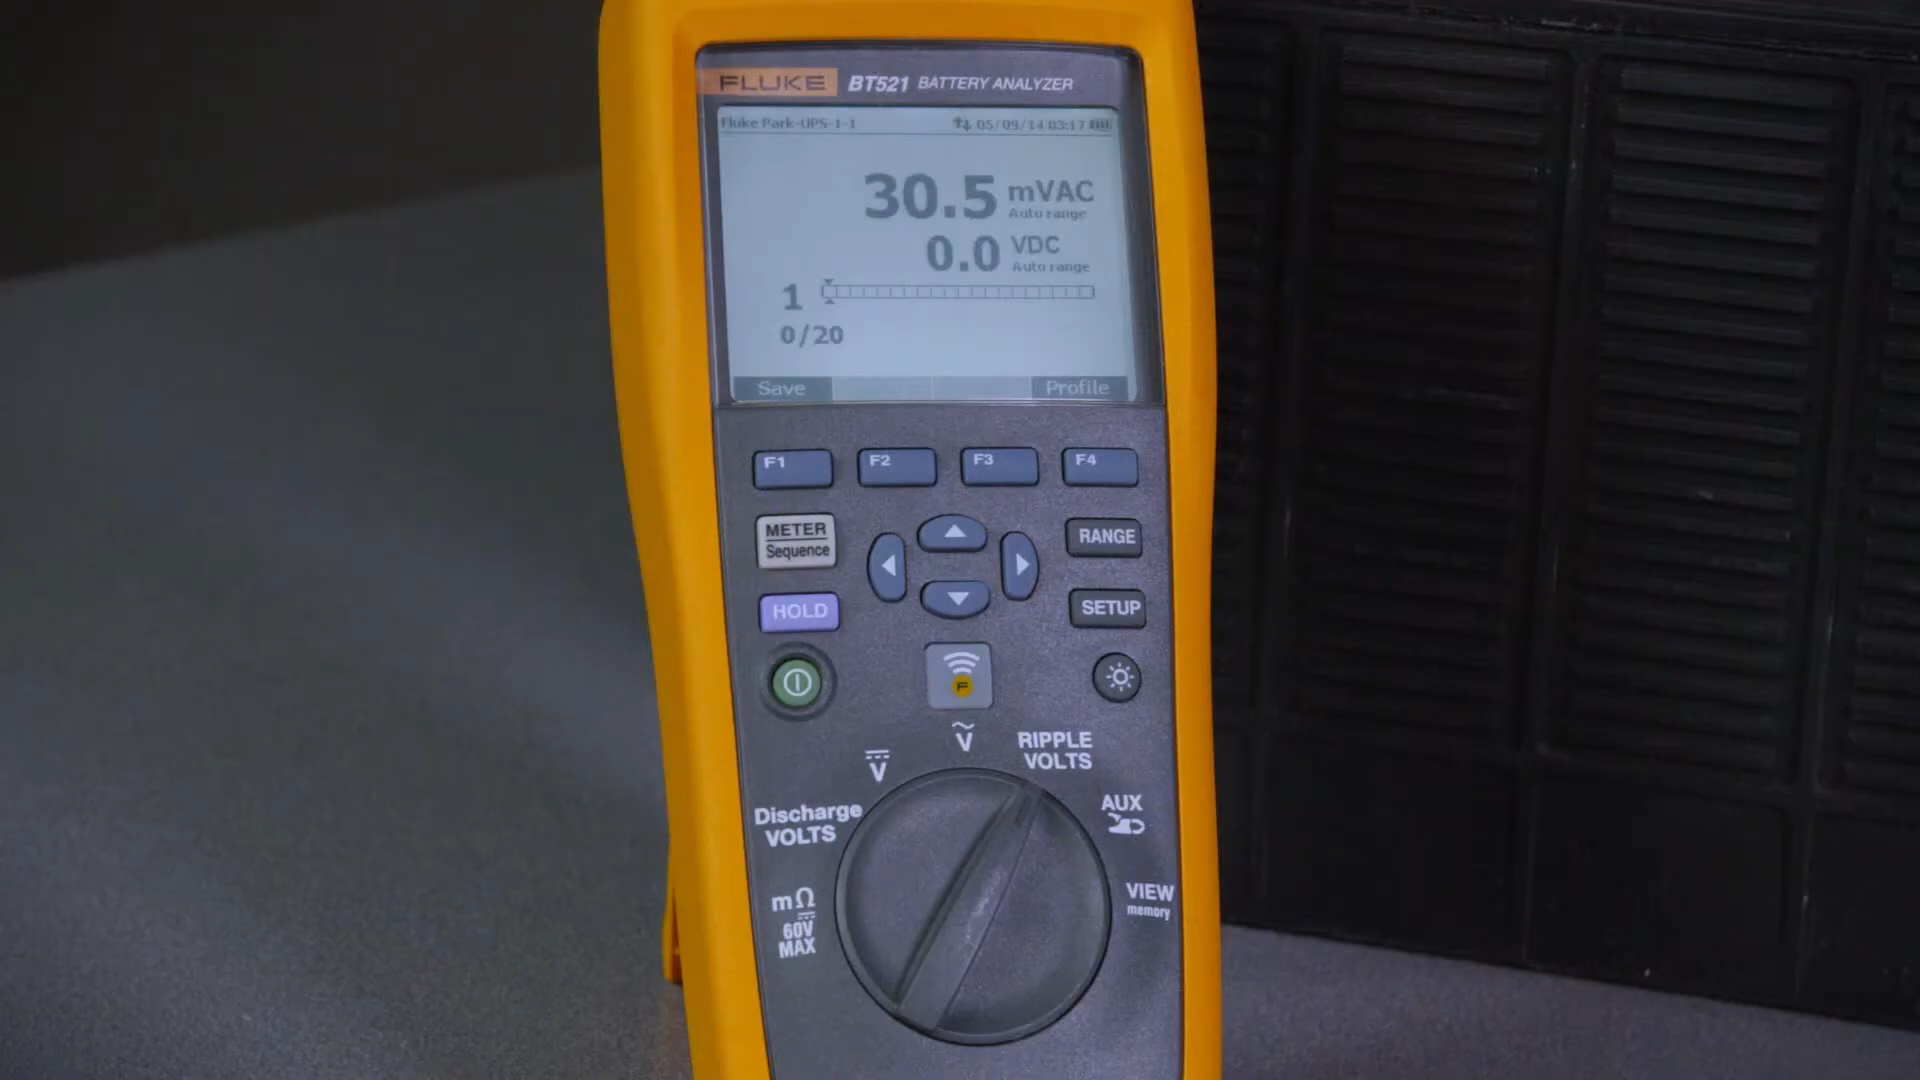 FLUKE BT521 BATTERY ANALYZER
Fluke Park-UPS-1-1 05/09/14 03:17
30.5 mVAC
Auto range
0.0 VDC
Auto range
1
0/20
Save Profile
F1 F2 F3 F4
METER
Sequence
RANGE
HOLD
SETUP
F
Ṽ
RIPPLE
VOLTS
V
Discharge
VOLTS
AUX
mΩ
60V
MAX
VIEW
memory